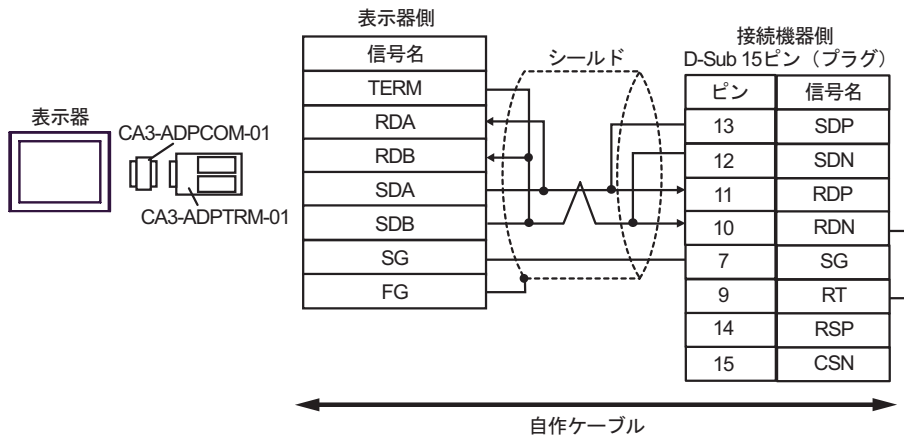 表示器
CA3-ADPCOM-01
CA3-ADPTRM-01
表示器側
信号名
TERM
RDA
RDB
SDA
SDB
SG
FG
シールド
接続機器側
D-Sub 15ピン（プラグ）
ピン 信号名
13 SDP
12 SDN
11 RDP
10 RDN
7 SG
9 RT
14 RSP
15 CSN
自作ケーブル